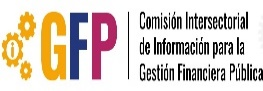 GFP
Comisión Intersectorial
de Información para la
Gestión Financiera Pública